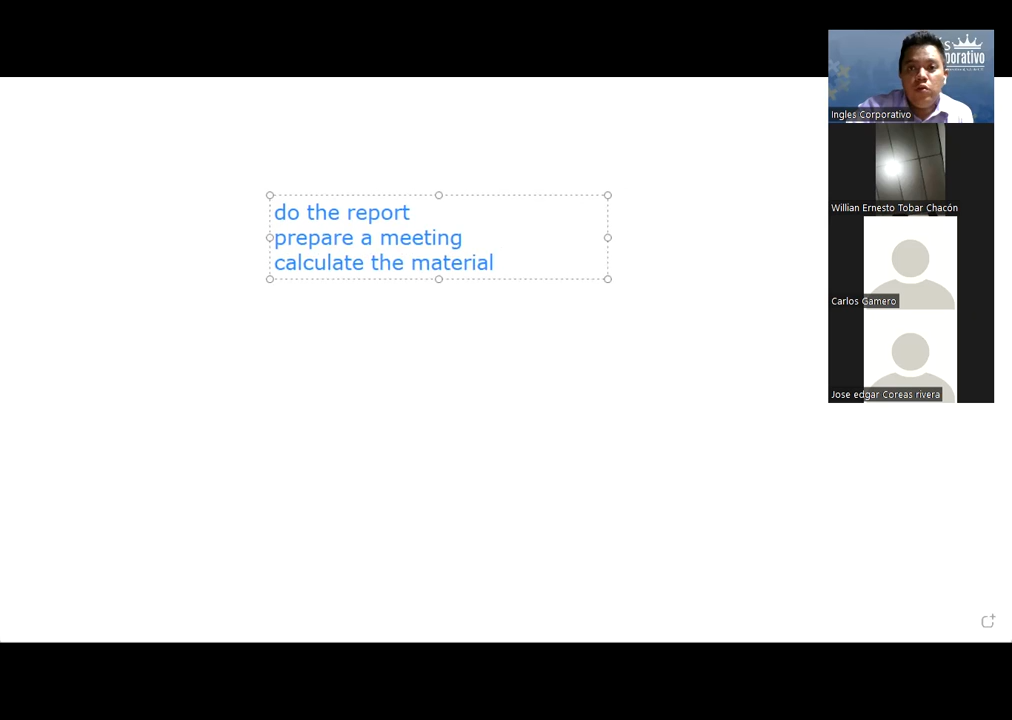 do the report
prepare a meeting
calculate the material
Ingles Corporativo
Willian Ernesto Tobar Chacón
Carlos Gamero
Jose edgar Coreas rivera